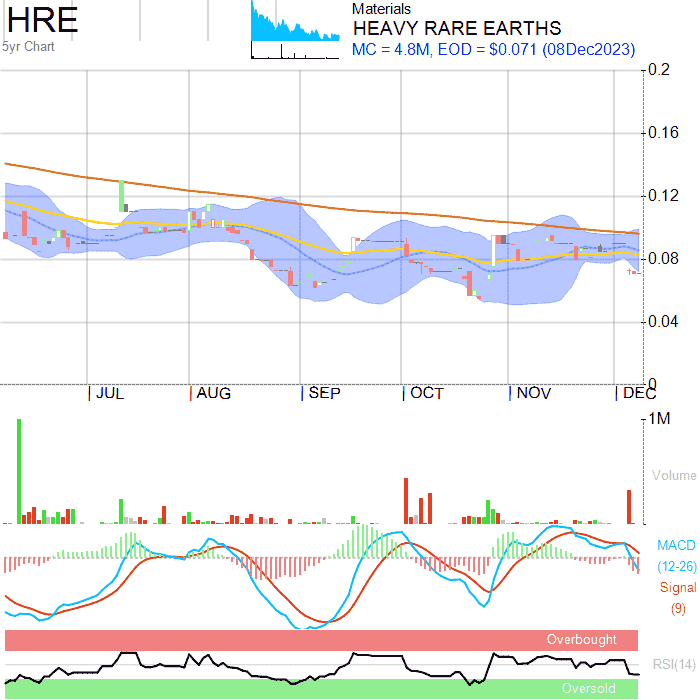 HRE
5yr Chart
Materials
HEAVY RARE EARTHS
MC = 4.8M, EOD = $0.071 (08Dec2023)
0.2
0.16
0.12
0.08
0.04
0
JUL
AUG
SEP
OCT
NOV
DEC
1M
Volume
MACD
(12-26)
Signal
(9)
Overbought
RSI(14)
Oversold